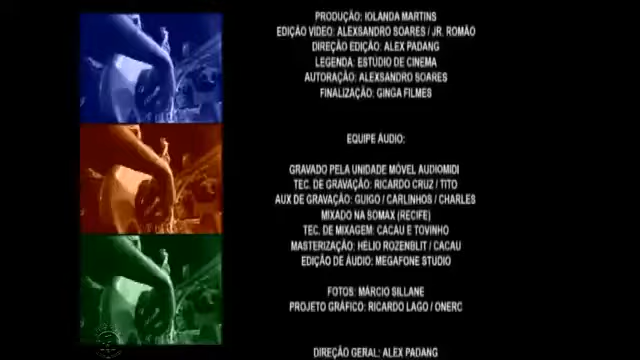 PRODUÇÃO: IOLANDA MARTINS
EDIÇÃO VÍDEO: ALEXSANDRO SOARES / JR. ROMÃO
DIREÇÃO EDIÇÃO: ALEX PADANG
LEGENDA: ESTÚDIO DE CINEMA
AUTORAÇÃO: ALEXSANDRO SOARES
FINALIZAÇÃO: GINGA FILMES
EQUIPE ÁUDIO:
GRAVADO PELA UNIDADE MÓVEL AUDIOMIDI
TEC. DE GRAVAÇÃO: RICARDO CRUZ / TITO
AUX DE GRAVAÇÃO: GUIGO / CARLINHOS / CHARLES
MIXADO NA SOMAX (RECIFE)
TEC. DE MIXAGEM: CACAU E TOVINHO
MASTERIZAÇÃO: HÉLIO ROZENBLIT / CACAU
EDIÇÃO DE ÁUDIO: MEGAFONE STUDIO
FOTOS: MÁRCIO SILLANE
PROJETO GRÁFICO: RICARDO LAGO / ONERC
DIREÇÃO GERAL: ALEX PADANG